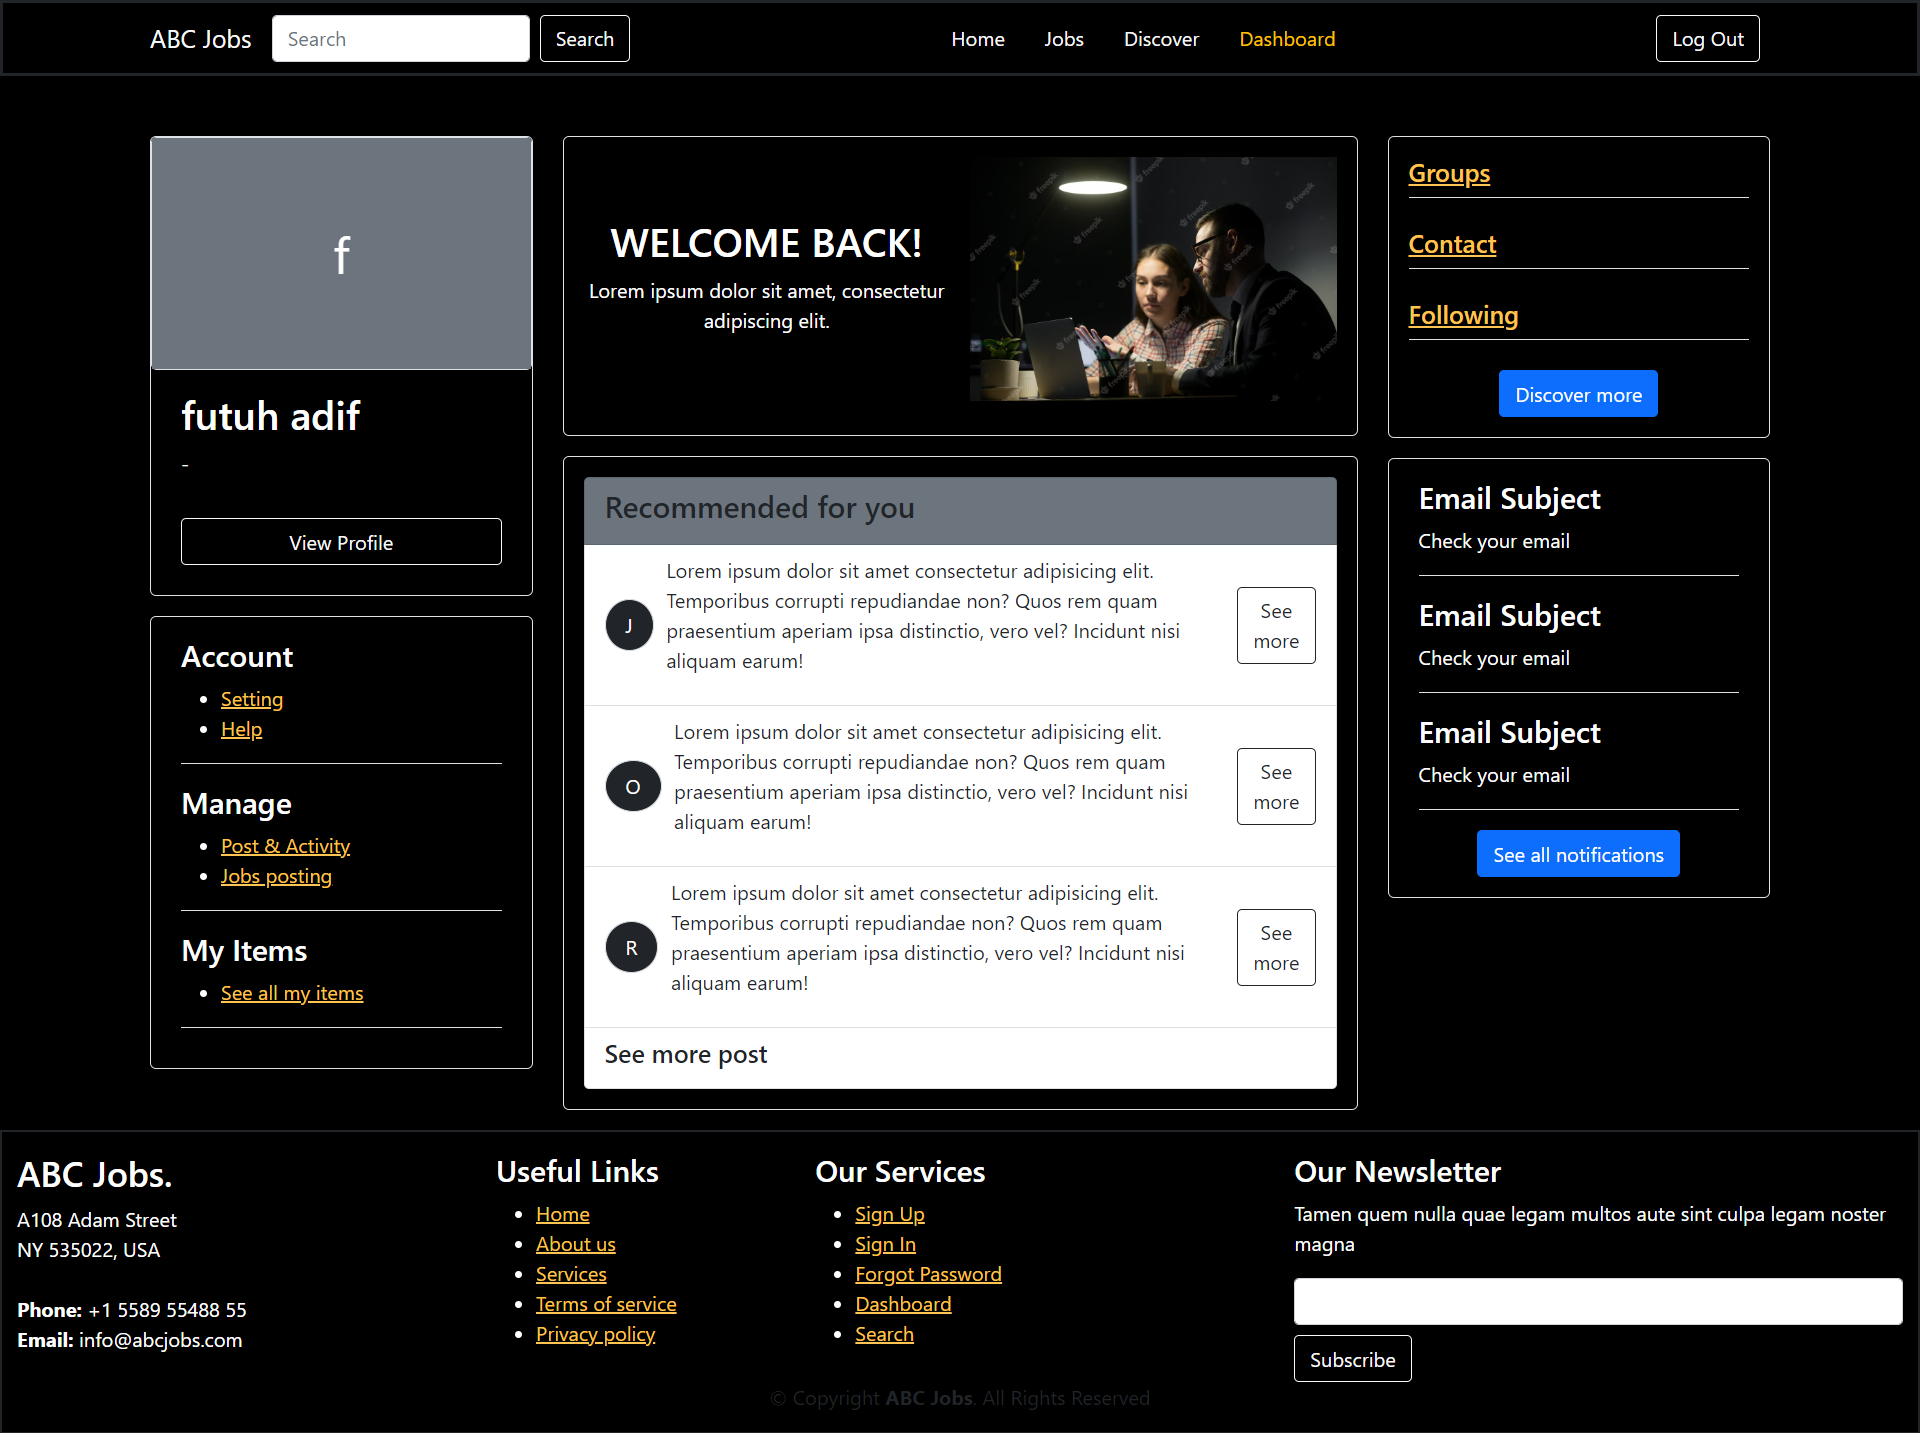 ABC Jobs
Search
Search
Home
Jobs
Discover
Dashboard
Log Out
f
futuh adif
-
View Profile
Account
Setting
Help
Manage
Post & Activity
Jobs posting
My Items
See all my items
WELCOME BACK!
Lorem ipsum dolor sit amet, consectetur
adipiscing elit.
freepik
freepik
freepik
freepik
freepik
freepik
freepik
freepik
freepik
freepik
Recommended for you
J
Lorem ipsum dolor sit amet consectetur adipisicing elit.
Temporibus corrupti repudiandae non? Quos rem quam
praesentium aperiam ipsa distinctio, vero vel? Incidunt nisi
aliquam earum!
See
more
O
Lorem ipsum dolor sit amet consectetur adipisicing elit.
Temporibus corrupti repudiandae non? Quos rem quam
praesentium aperiam ipsa distinctio, vero vel? Incidunt nisi
aliquam earum!
See
more
R
Lorem ipsum dolor sit amet consectetur adipisicing elit.
Temporibus corrupti repudiandae non? Quos rem quam
praesentium aperiam ipsa distinctio, vero vel? Incidunt nisi
aliquam earum!
See
more
See more post
Groups
Contact
Following
Discover more
Email Subject
Check your email
Email Subject
Check your email
Email Subject
Check your email
See all notifications
ABC Jobs.
A108 Adam Street
NY 535022, USA
Phone: +1 5589 55488 55
Email: info@abcjobs.com
Useful Links
Home
About us
Services
Terms of service
Privacy policy
Our Services
Sign Up
Sign In
Forgot Password
Dashboard
Search
Our Newsletter
Tamen quem nulla quae legam multos aute sint culpa legam noster
magna
Subscribe
© Copyright ABC Jobs. All Rights Reserved